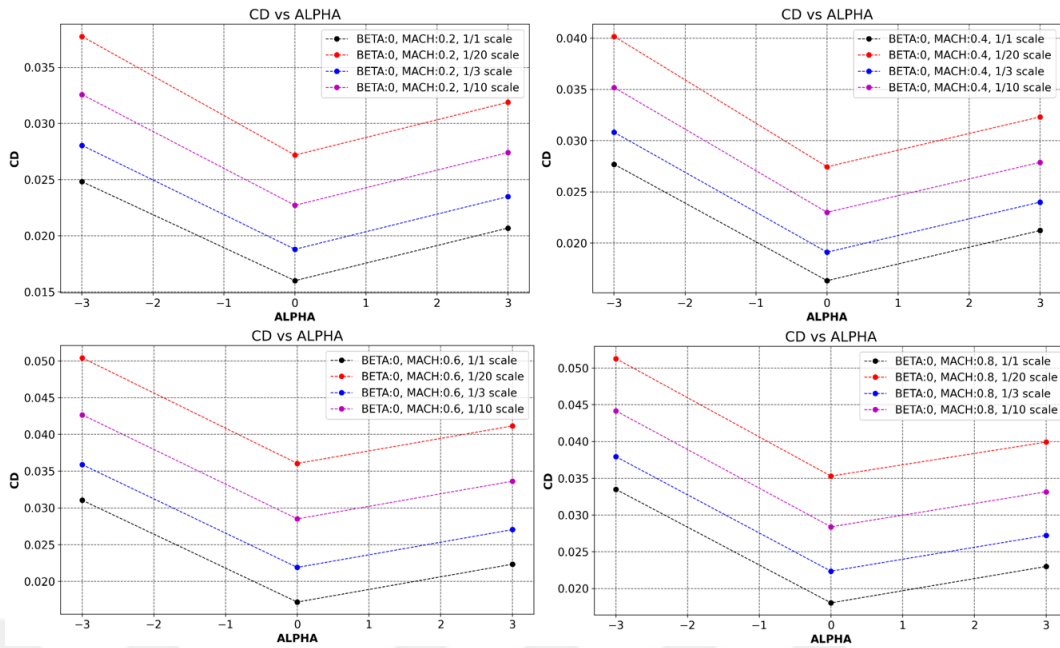 CD vs ALPHA
BETA:0, MACH:0.2, 1/1 scale
BETA:0, MACH:0.2, 1/20 scale
BETA:0, MACH:0.2, 1/3 scale
BETA:0, MACH:0.2, 1/10 scale
CD
0.035
0.030
0.025
0.020
0.015
−3 −2 −1 0 1 2 3
ALPHA
CD vs ALPHA
BETA:0, MACH:0.4, 1/1 scale
BETA:0, MACH:0.4, 1/20 scale
BETA:0, MACH:0.4, 1/3 scale
BETA:0, MACH:0.4, 1/10 scale
CD
0.040
0.035
0.030
0.025
0.020
−3 −2 −1 0 1 2 3
ALPHA
CD vs ALPHA
BETA:0, MACH:0.6, 1/1 scale
BETA:0, MACH:0.6, 1/20 scale
BETA:0, MACH:0.6, 1/3 scale
BETA:0, MACH:0.6, 1/10 scale
CD
0.050
0.045
0.040
0.035
0.030
0.025
0.020
−3 −2 −1 0 1 2 3
ALPHA
CD vs ALPHA
BETA:0, MACH:0.8, 1/1 scale
BETA:0, MACH:0.8, 1/20 scale
BETA:0, MACH:0.8, 1/3 scale
BETA:0, MACH:0.8, 1/10 scale
CD
0.050
0.045
0.040
0.035
0.030
0.025
0.020
−3 −2 −1 0 1 2 3
ALPHA